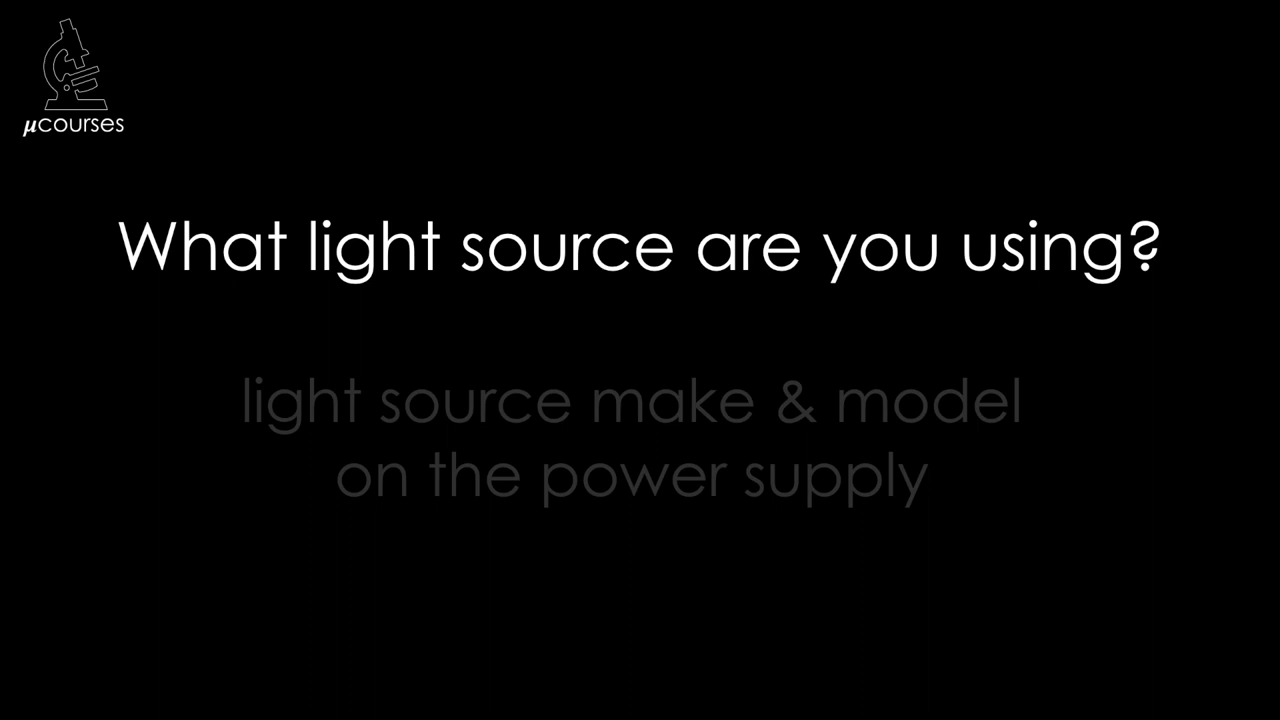 μcourses
What light source are you using?
light source make & model
on the power supply